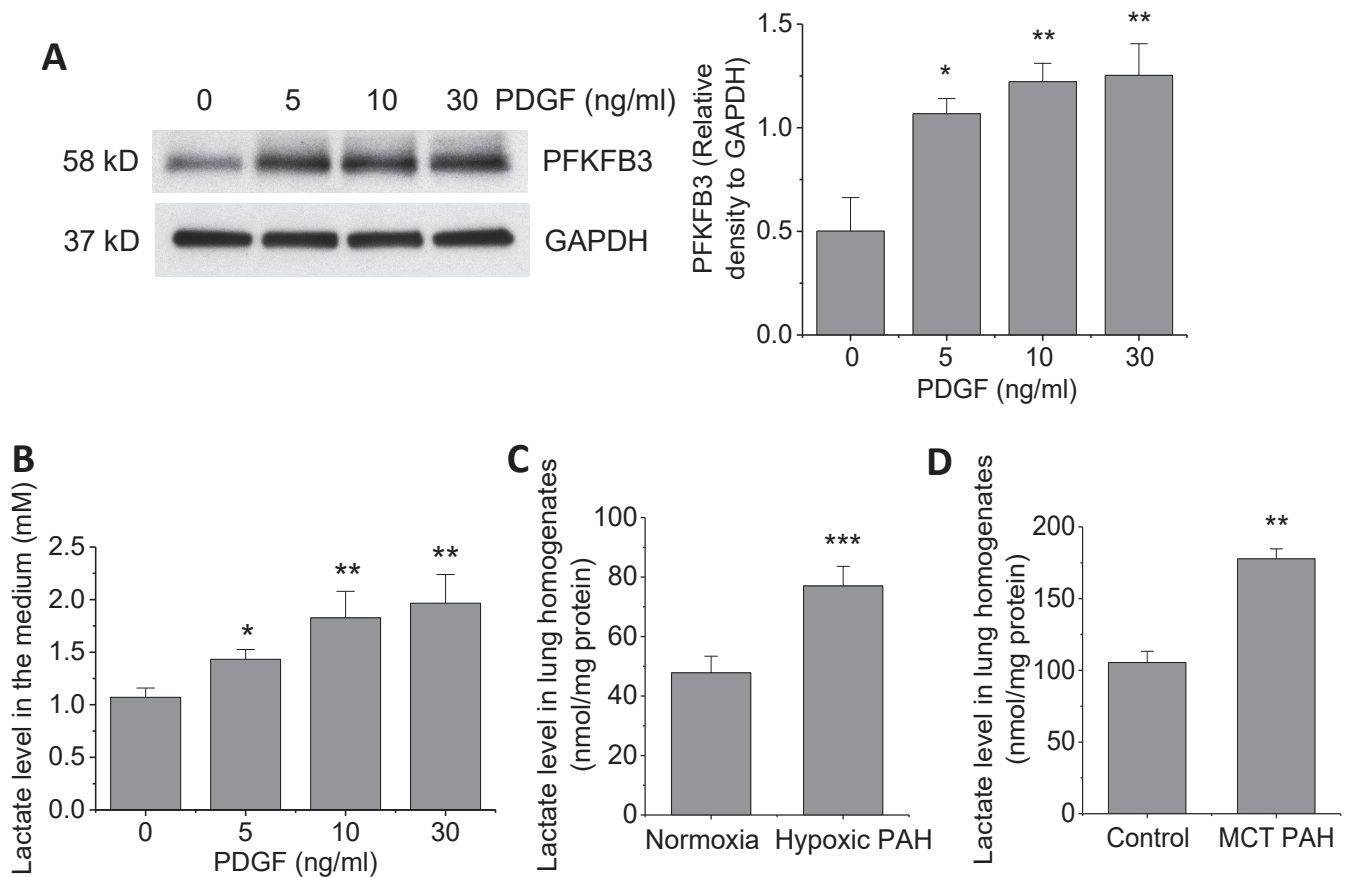 A
0 5 10 30 PDGF (ng/ml)
58 kD PFKFB3
37 kD GAPDH
PFKFB3 (Relative
density to GAPDH)
1.5
1.0
0.5
0.0
* ** **
0 5 10 30
PDGF (ng/ml)
B
Lactate level in the medium (mM)
2.5
2.0
1.5
1.0
0.5
0.0
* ** **
0 5 10 30
PDGF (ng/ml)
C
Lactate level in lung homogenates
(nmol/mg protein)
100
80
60
40
20
0
***
Normoxia Hypoxic PAH
D
Lactate level in lung homogenates
(nmol/mg protein)
200
150
100
50
0
**
Control MCT PAH